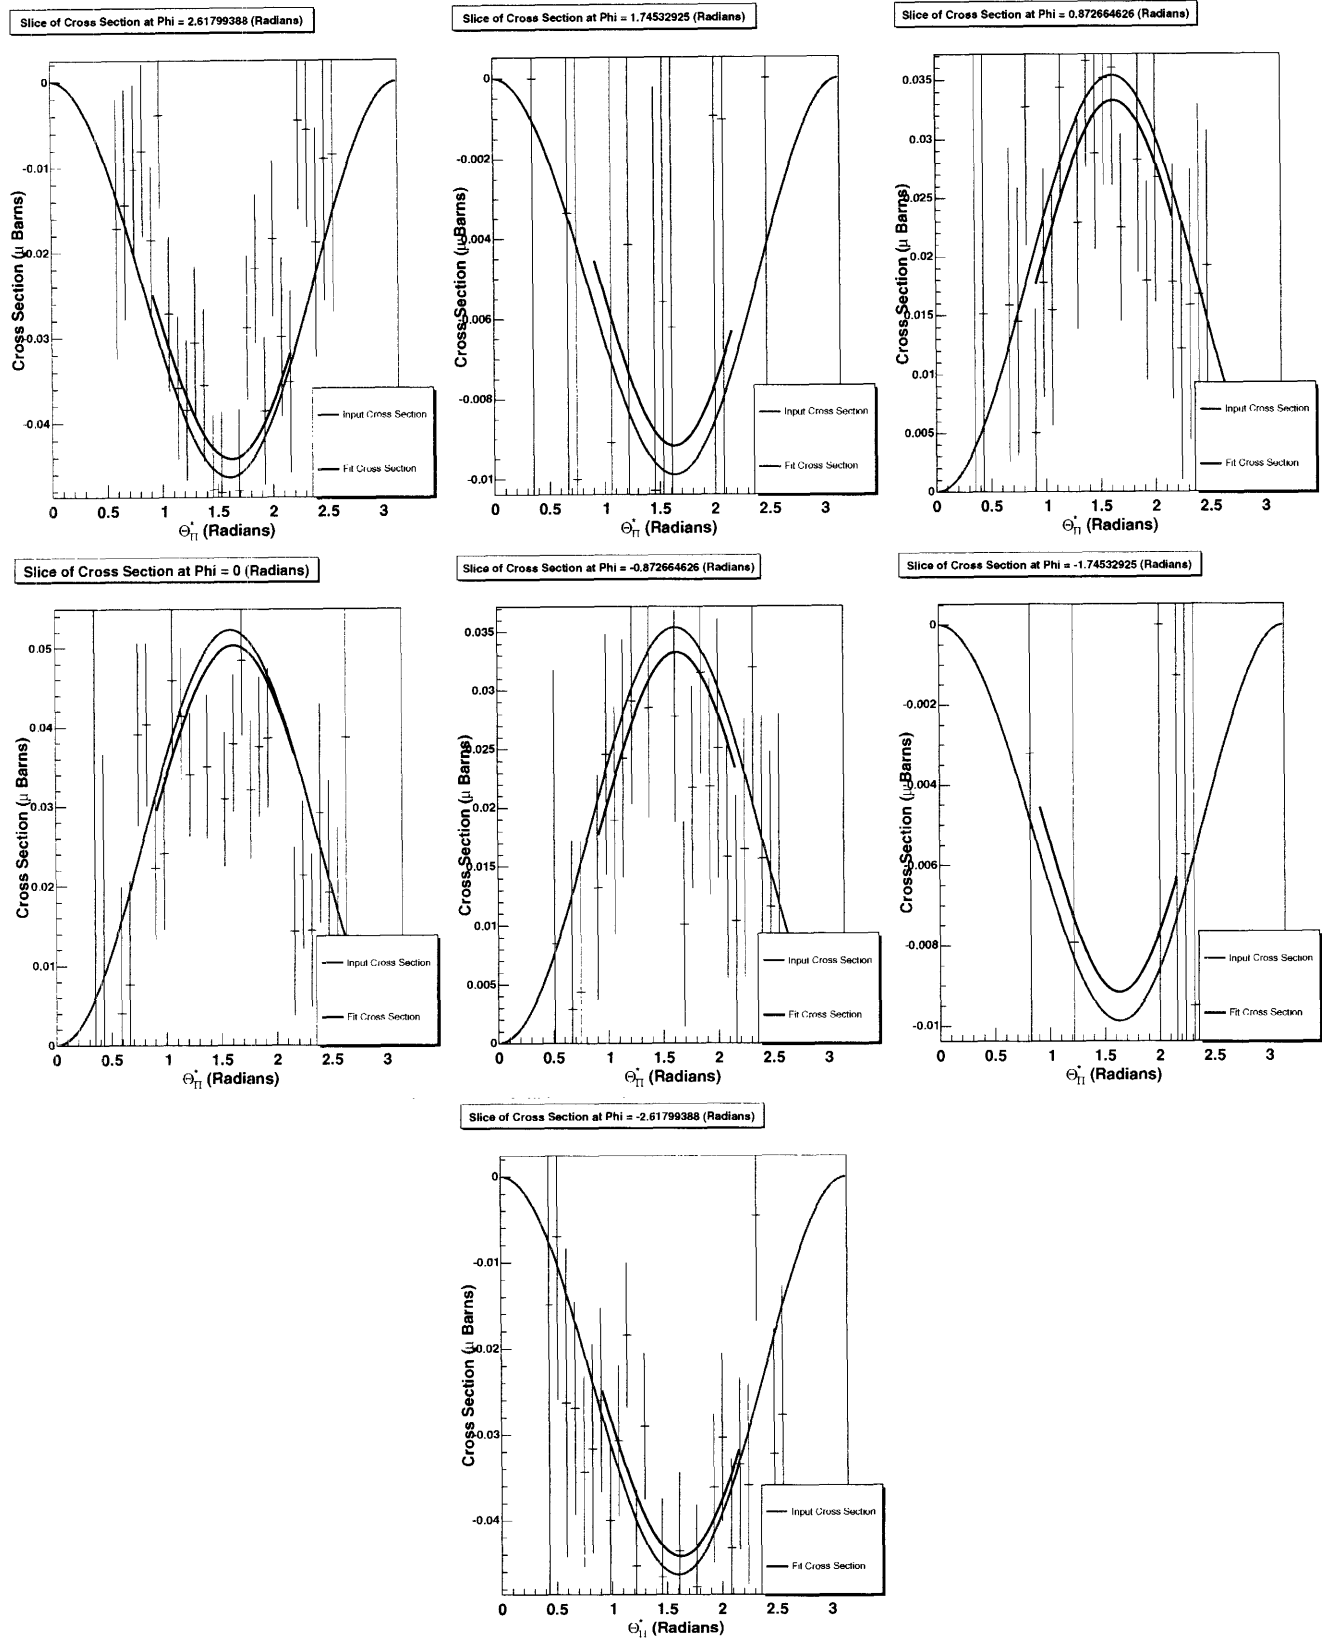 Slice of Cross Section at Phi = 2.61799388 (Radians)
0
-0.01
-0.02
-0.03
-0.04
Cross Section (μ Barns)
Input Cross Section
Fit Cross Section
0 0.5 1 1.5 2 2.5 3
Θ*Π (Radians)
Slice of Cross Section at Phi = 1.74532925 (Radians)
0
-0.002
-0.004
-0.006
-0.008
-0.01
Cross Section (μ Barns)
Input Cross Section
Fit Cross Section
0 0.5 1 1.5 2 2.5 3
Θ*Π (Radians)
Slice of Cross Section at Phi = 0.872664626 (Radians)
0.035
0.03
0.025
0.02
0.015
0.01
0.005
0
Cross Section (μ Barns)
Input Cross Section
Fit Cross Section
0 0.5 1 1.5 2 2.5 3
Θ*Π (Radians)
Slice of Cross Section at Phi = 0 (Radians)
0.05
0.04
0.03
0.02
0.01
0
Cross Section (μ Barns)
Input Cross Section
Fit Cross Section
0 0.5 1 1.5 2 2.5 3
Θ*Π (Radians)
Slice of Cross Section at Phi = -0.872664626 (Radians)
0.035
0.03
0.025
0.02
0.015
0.01
0.005
0
Cross Section (μ Barns)
Input Cross Section
Fit Cross Section
0 0.5 1 1.5 2 2.5 3
Θ*Π (Radians)
Slice of Cross Section at Phi = -1.74532925 (Radians)
0
-0.002
-0.004
-0.006
-0.008
-0.01
Cross Section (μ Barns)
Input Cross Section
Fit Cross Section
0 0.5 1 1.5 2 2.5 3
Θ*Π (Radians)
Slice of Cross Section at Phi = -2.61799388 (Radians)
0
-0.01
-0.02
-0.03
-0.04
Cross Section (μ Barns)
Input Cross Section
Fit Cross Section
0 0.5 1 1.5 2 2.5 3
Θ*Π (Radians)